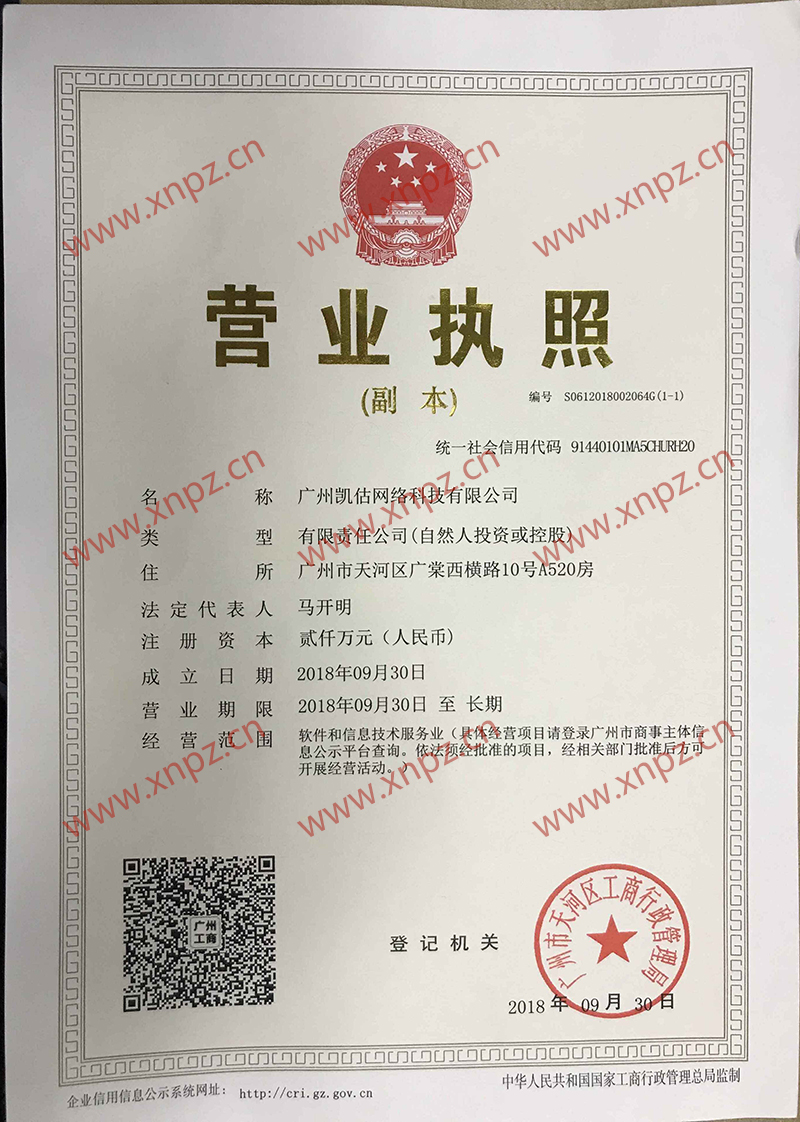 www.xnpz.cn www.xnpz.cn www.xnpz.cn
营业执照
(副 本)
编号 S0612018002064G(1-1)
统一社会信用代码 91440101MA5CHURH20
www.xnpz.cn www.xnpz.cn www.xnpz.cn
名称 广州凯估网络科技有限公司
类型 有限责任公司(自然人投资或控股)
住所 广州市天河区广棠西横路10号A520房
法定代表人 马开明
注册资本 贰仟万元（人民币）
成立日期 2018年09月30日
营业期限 2018年09月30日 至 长期
经营范围 软件和信息技术服务业（具体经营项目请登录广州市商事主体信
息公示平台查询。依法须经批准的项目，经相关部门批准后方可
开展经营活动。）
www.xnpz.cn www.xnpz.cn www.xnpz.cn
广州
工商
登记机关
广州市天河区工商行政管理局
2018 年 09 月 30 日
企业信用信息公示系统网址： http://cri.gz.gov.cn
中华人民共和国国家工商行政管理总局监制